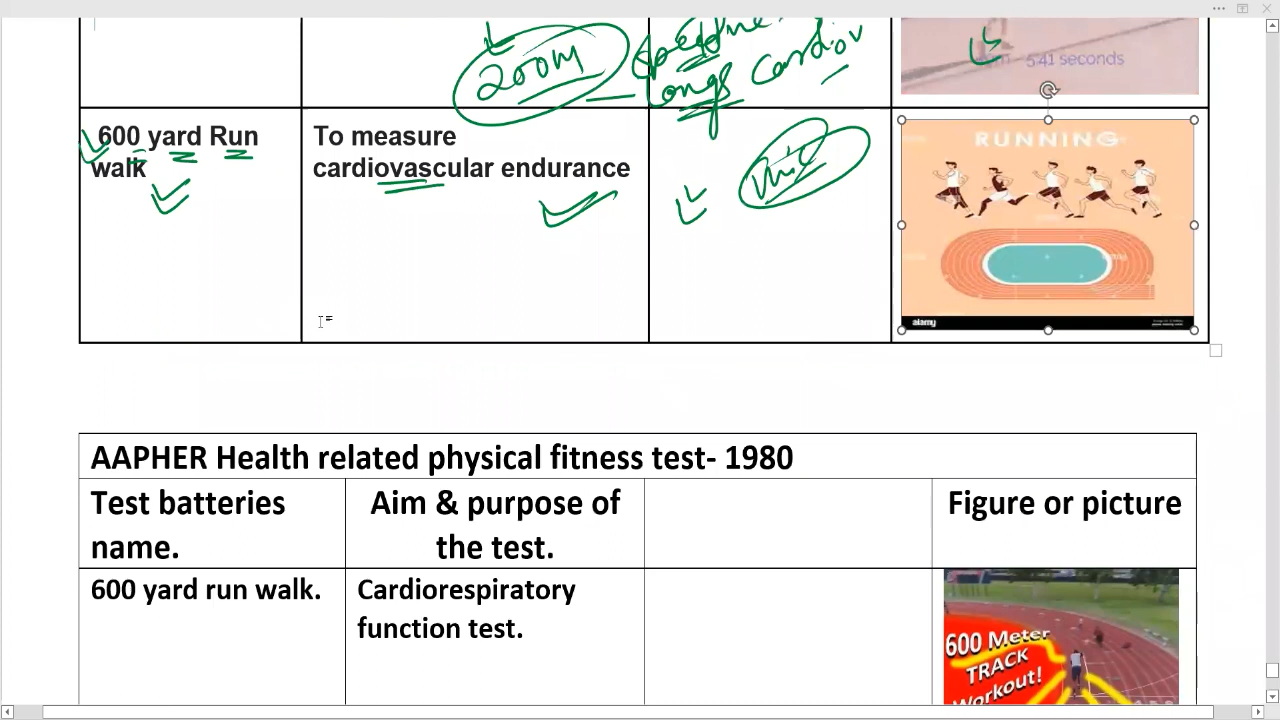 200m
Cardiov
5.41 seconds
600 yard Run
walk
To measure
cardiovascular endurance
RUNNING
alamy
AAPHER Health related physical fitness test- 1980
Test batteries
name.
Aim & purpose of
the test.
Figure or picture
600 yard run walk.
Cardiorespiratory
function test.
600 Meter
TRACK
Workout!